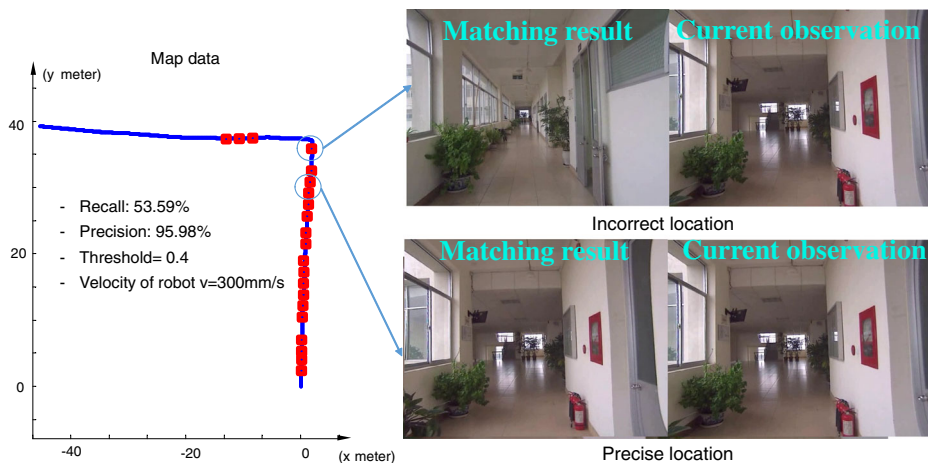 Map data
(y meter)
40
20
0
- Recall: 53.59%
- Precision: 95.98%
- Threshold= 0.4
- Velocity of robot v=300mm/s
-40
-20
0
(x meter)
Matching result
Current observation
Incorrect location
Matching result
Current observation
Precise location